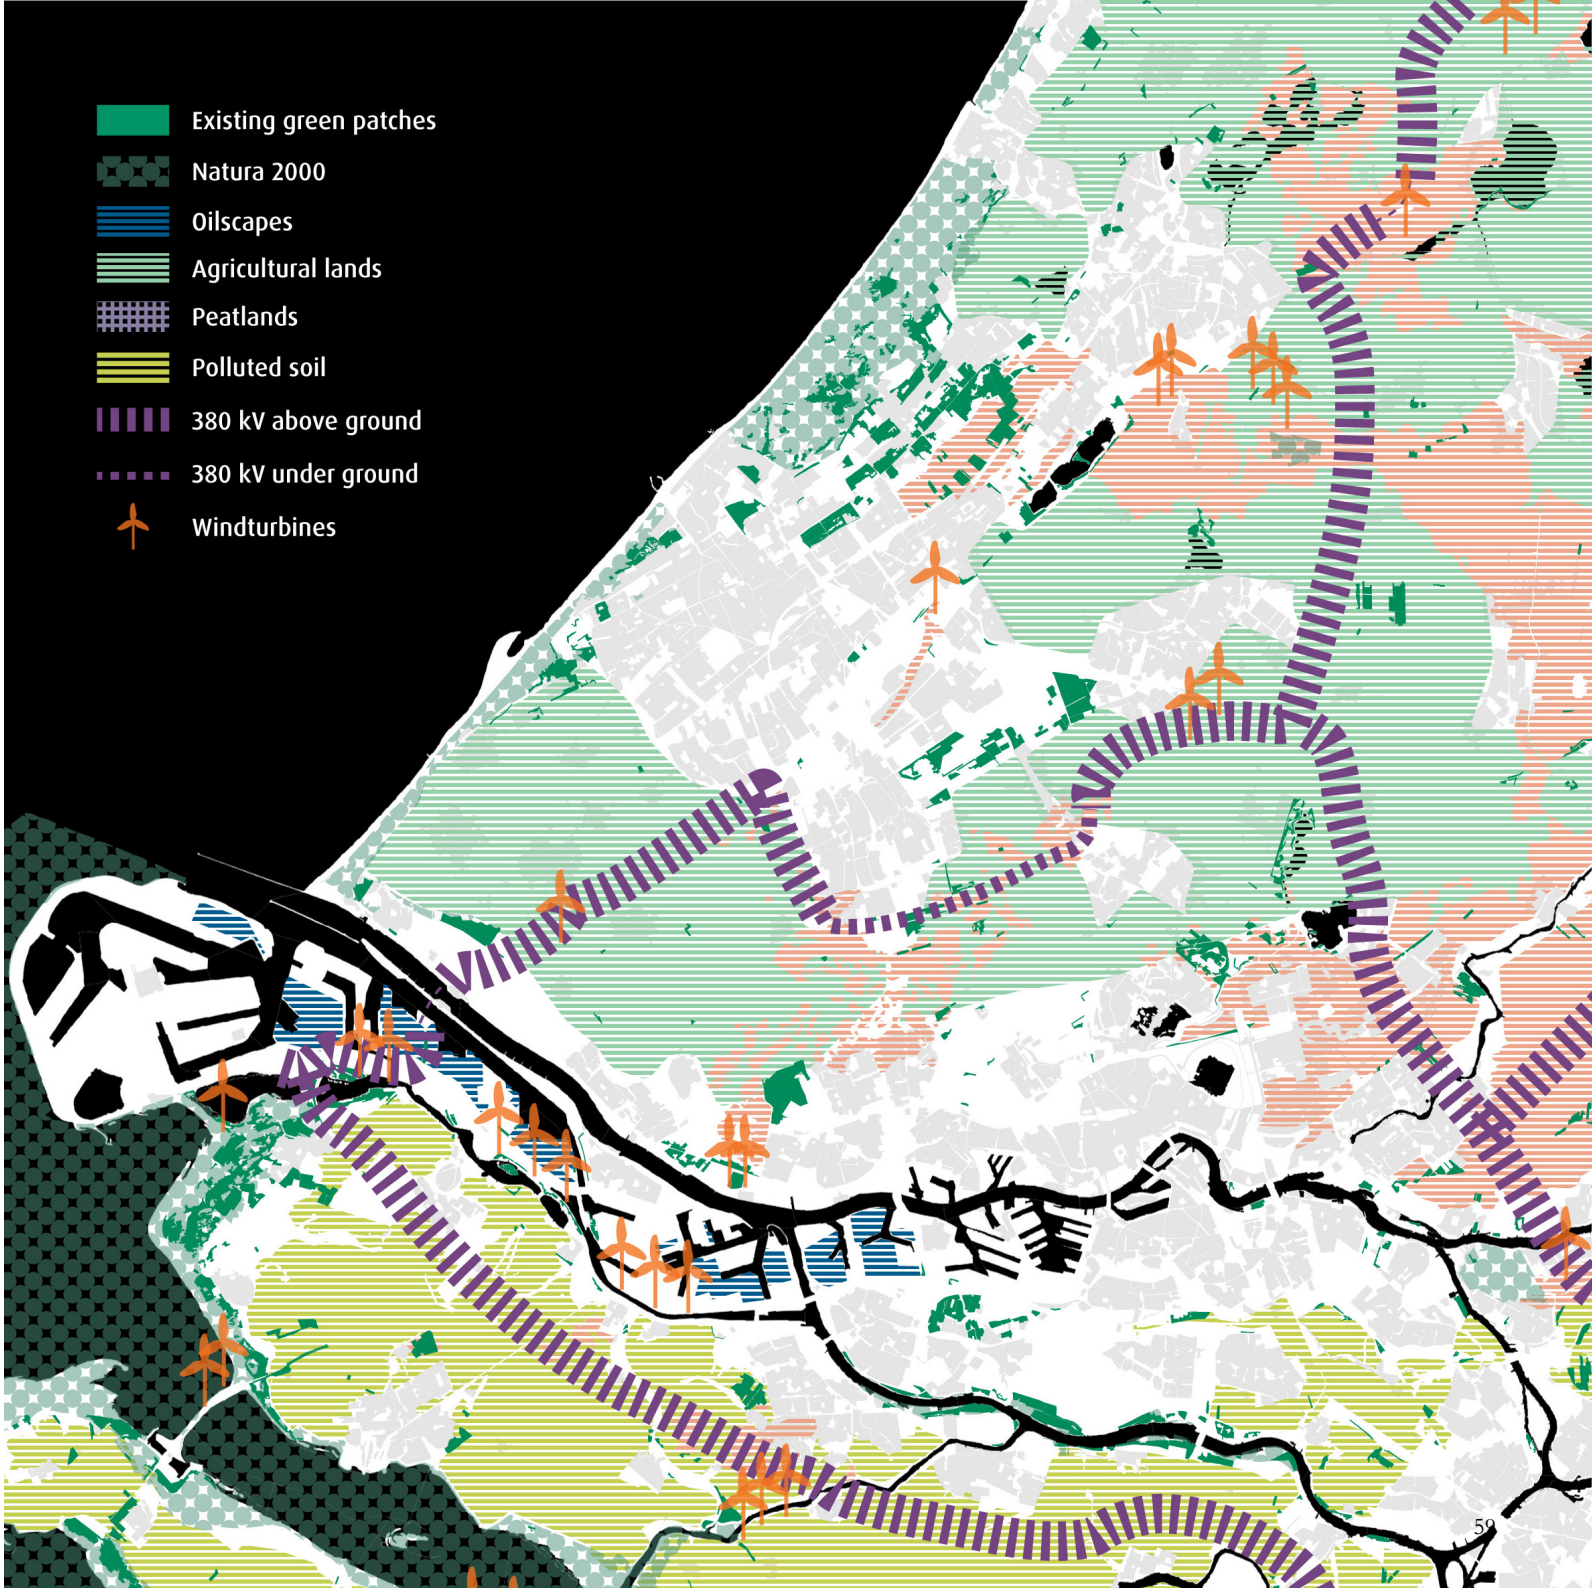 Existing green patches
Natura 2000
Oilscapes
Agricultural lands
Peatlands
Polluted soil
380 kV above ground
380 kV under ground
Windturbines
59